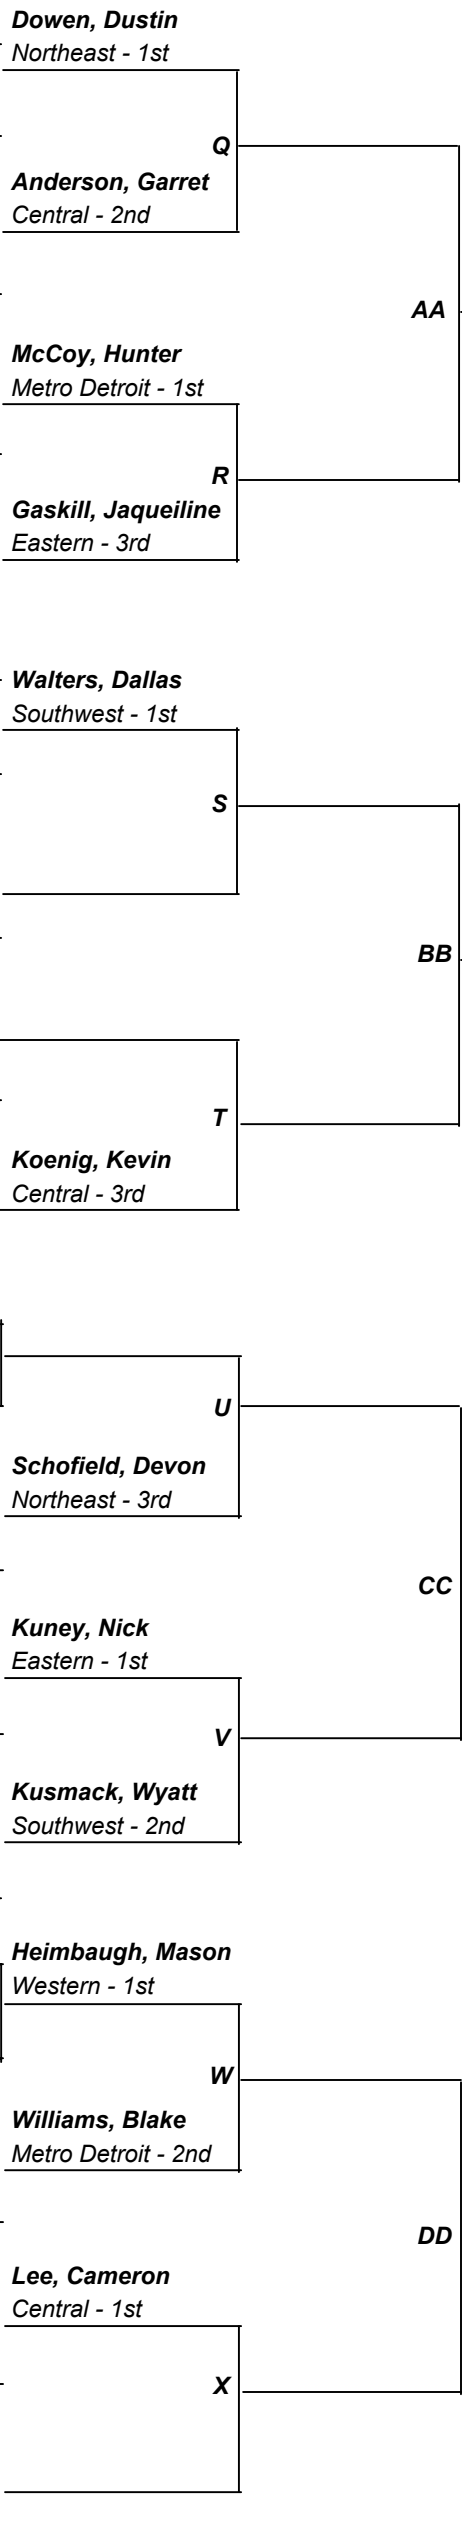 Dowen, Dustin
Northeast - 1st
Q
Anderson, Garret
Central - 2nd
AA
McCoy, Hunter
Metro Detroit - 1st
R
Gaskill, Jaqueiline
Eastern - 3rd
Walters, Dallas
Southwest - 1st
S
BB
T
Koenig, Kevin
Central - 3rd
U
Schofield, Devon
Northeast - 3rd
CC
Kuney, Nick
Eastern - 1st
V
Kusmack, Wyatt
Southwest - 2nd
Heimbaugh, Mason
Western - 1st
W
Williams, Blake
Metro Detroit - 2nd
DD
Lee, Cameron
Central - 1st
X